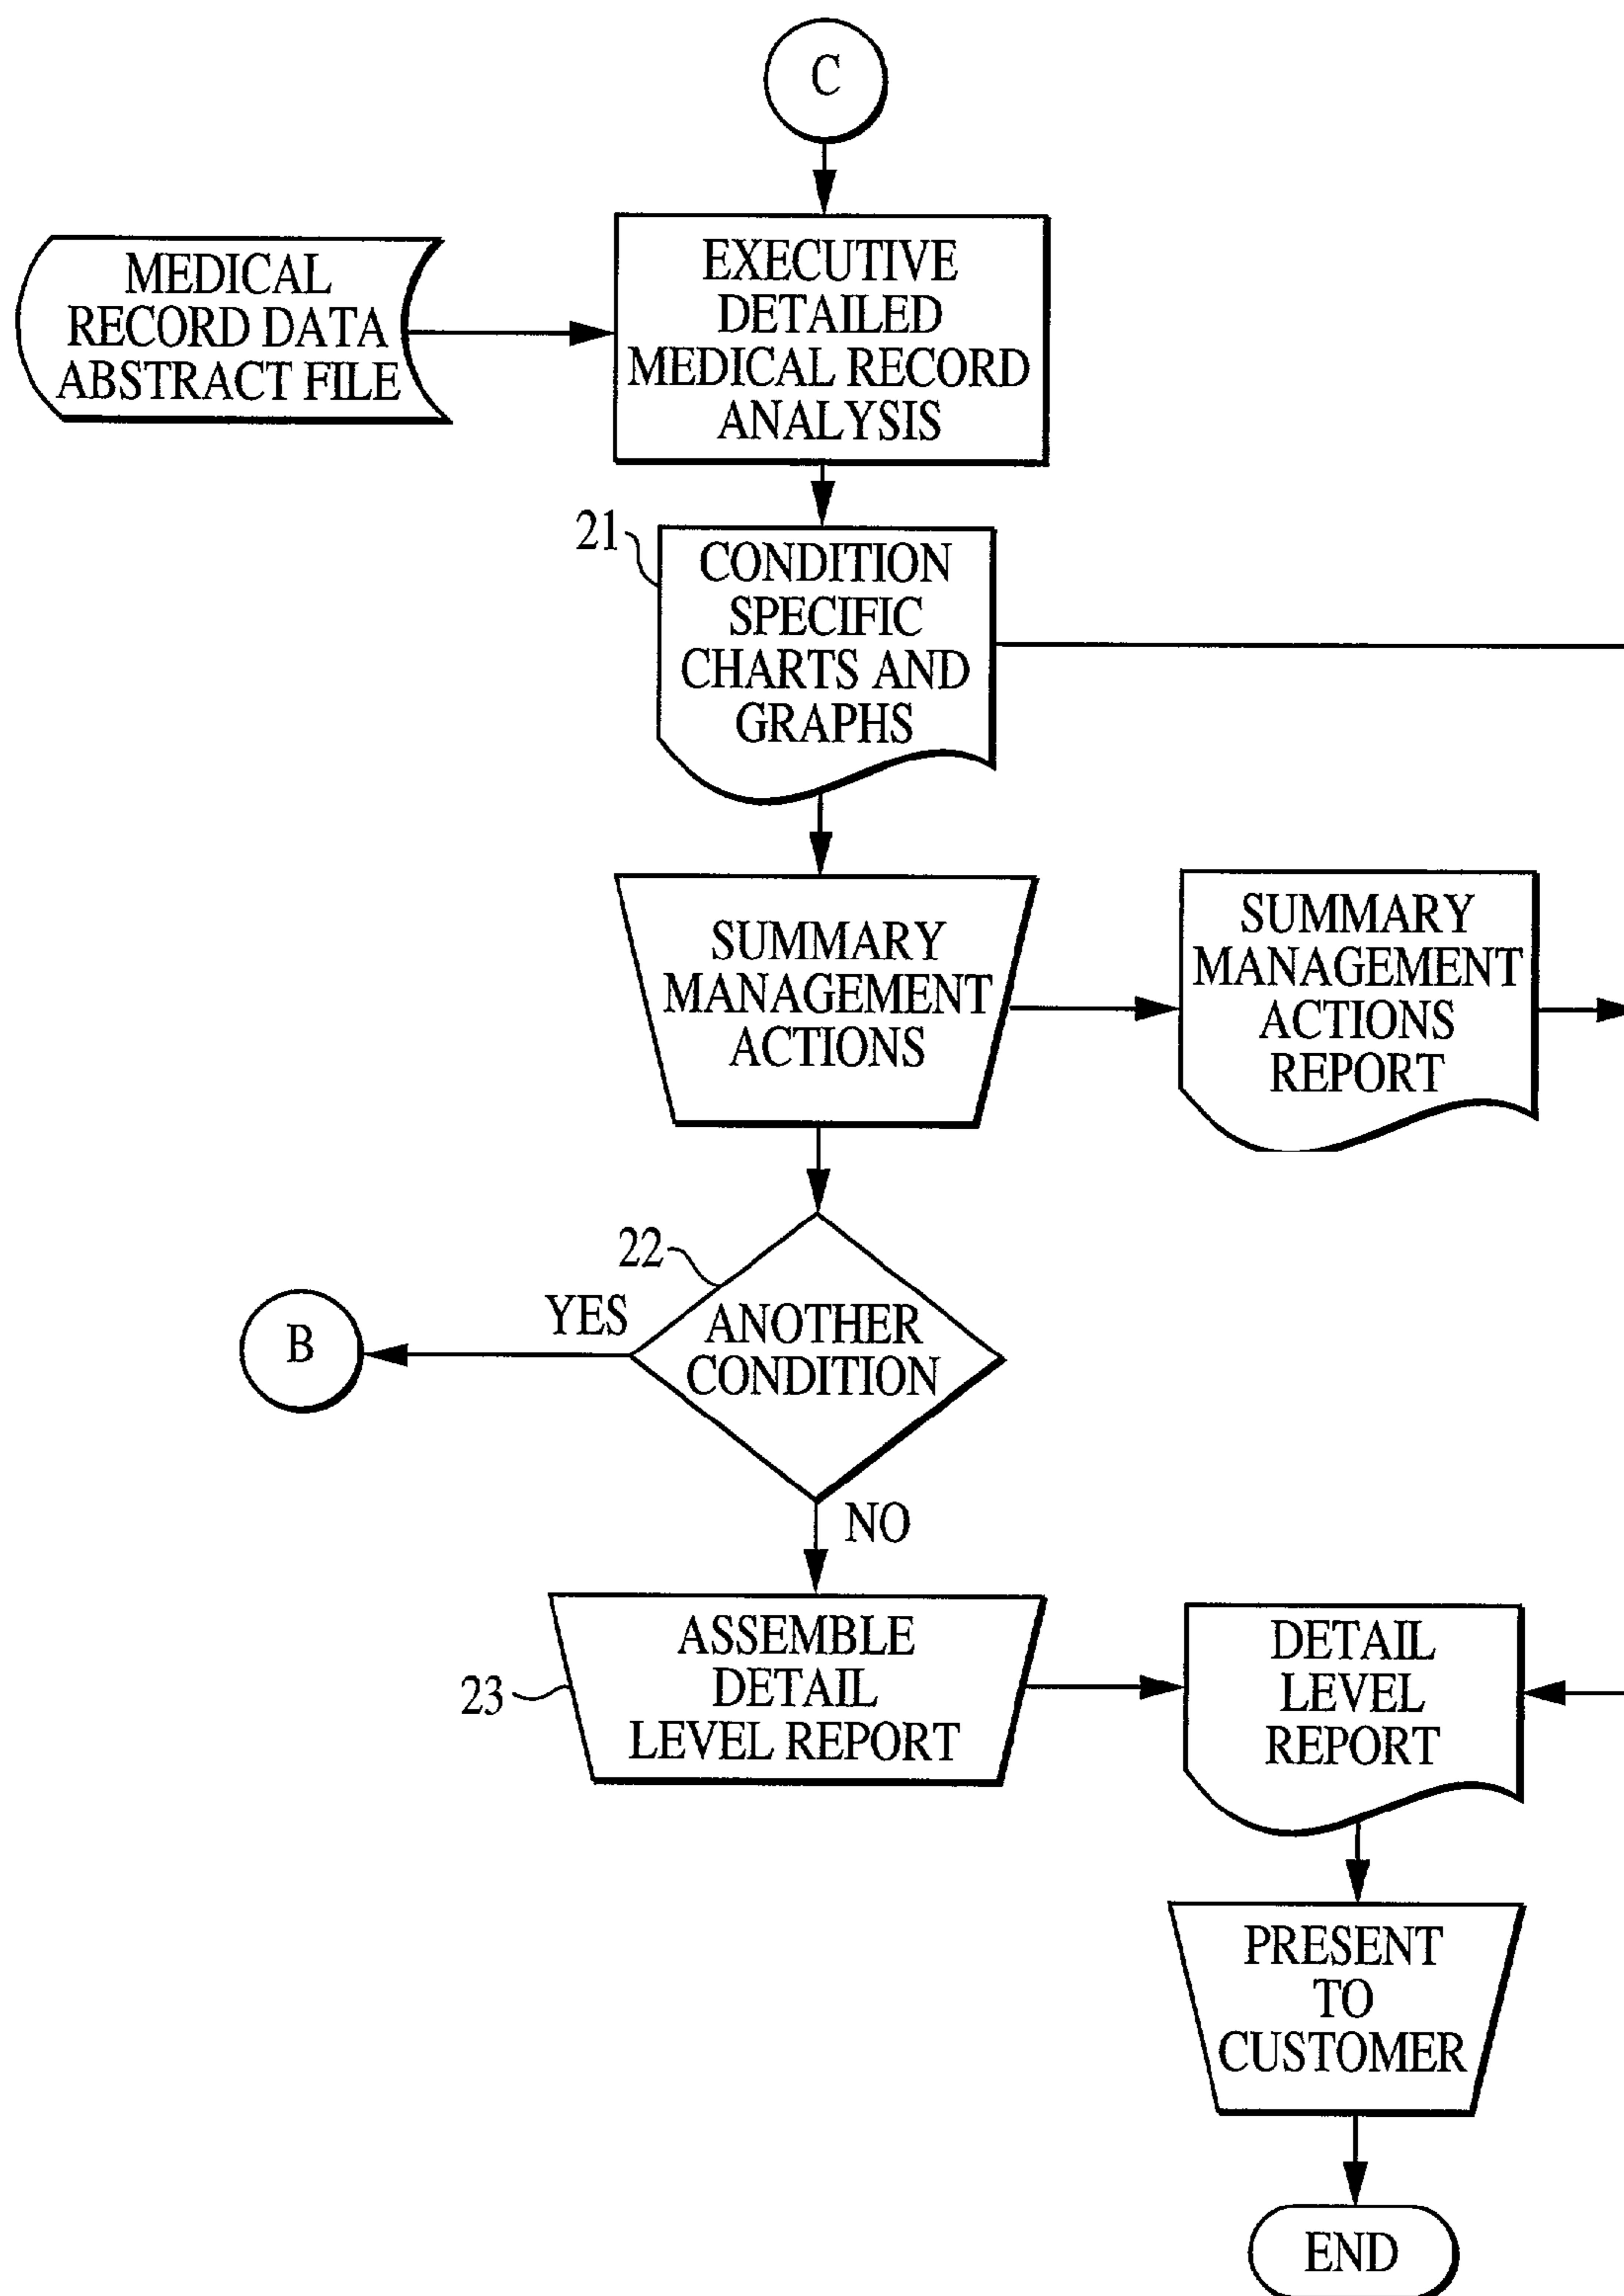 C
MEDICAL
RECORD DATA
ABSTRACT FILE
EXECUTIVE
DETAILED
MEDICAL RECORD
ANALYSIS
21
CONDITION
SPECIFIC
CHARTS AND
GRAPHS
SUMMARY
MANAGEMENT
ACTIONS
SUMMARY
MANAGEMENT
ACTIONS
REPORT
22
YES
B
ANOTHER
CONDITION
NO
23
ASSEMBLE
DETAIL
LEVEL REPORT
DETAIL
LEVEL
REPORT
PRESENT
TO
CUSTOMER
END